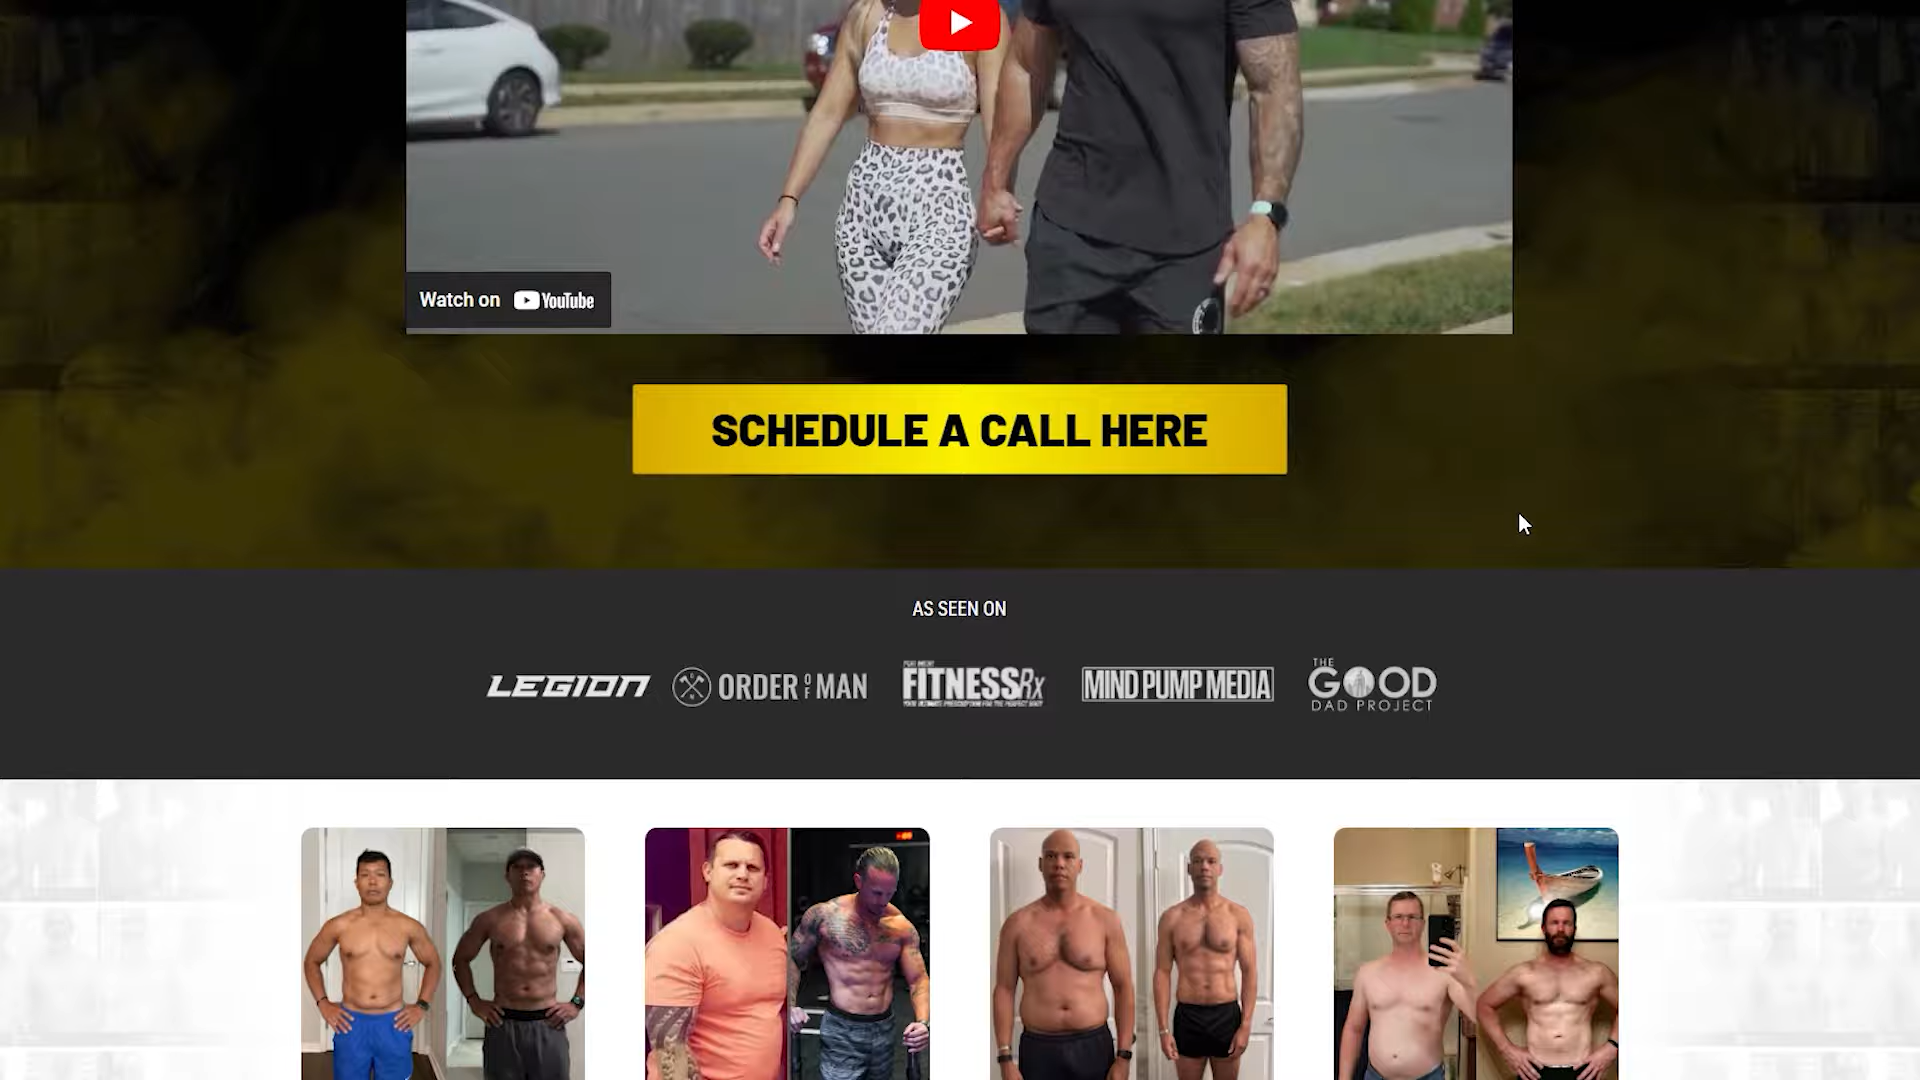 Watch on YouTube
SCHEDULE A CALL HERE
AS SEEN ON
LEGION
ORDER OF MAN
FITNESSRx
MIND PUMP MEDIA
THE
GOOD
DAD PROJECT